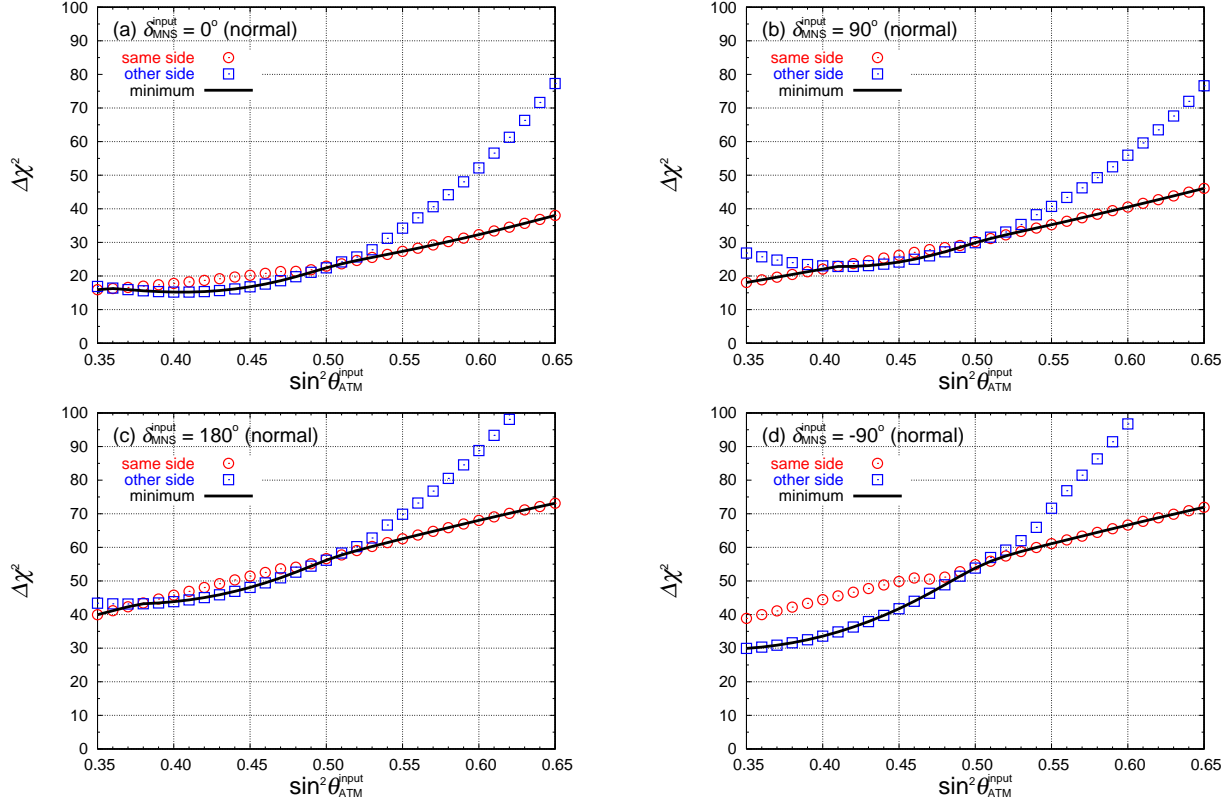 100
90
80
70
60
50
40
30
20
10
0
Δχ²
(a) δ_MNS^input = 0° (normal)
same side
other side
minimum
0.35 0.40 0.45 0.50 0.55 0.60 0.65
sin²θ_ATM^input
100
90
80
70
60
50
40
30
20
10
0
Δχ²
(b) δ_MNS^input = 90° (normal)
same side
other side
minimum
0.35 0.40 0.45 0.50 0.55 0.60 0.65
sin²θ_ATM^input
100
90
80
70
60
50
40
30
20
10
0
Δχ²
(c) δ_MNS^input = 180° (normal)
same side
other side
minimum
0.35 0.40 0.45 0.50 0.55 0.60 0.65
sin²θ_ATM^input
100
90
80
70
60
50
40
30
20
10
0
Δχ²
(d) δ_MNS^input = -90° (normal)
same side
other side
minimum
0.35 0.40 0.45 0.50 0.55 0.60 0.65
sin²θ_ATM^input